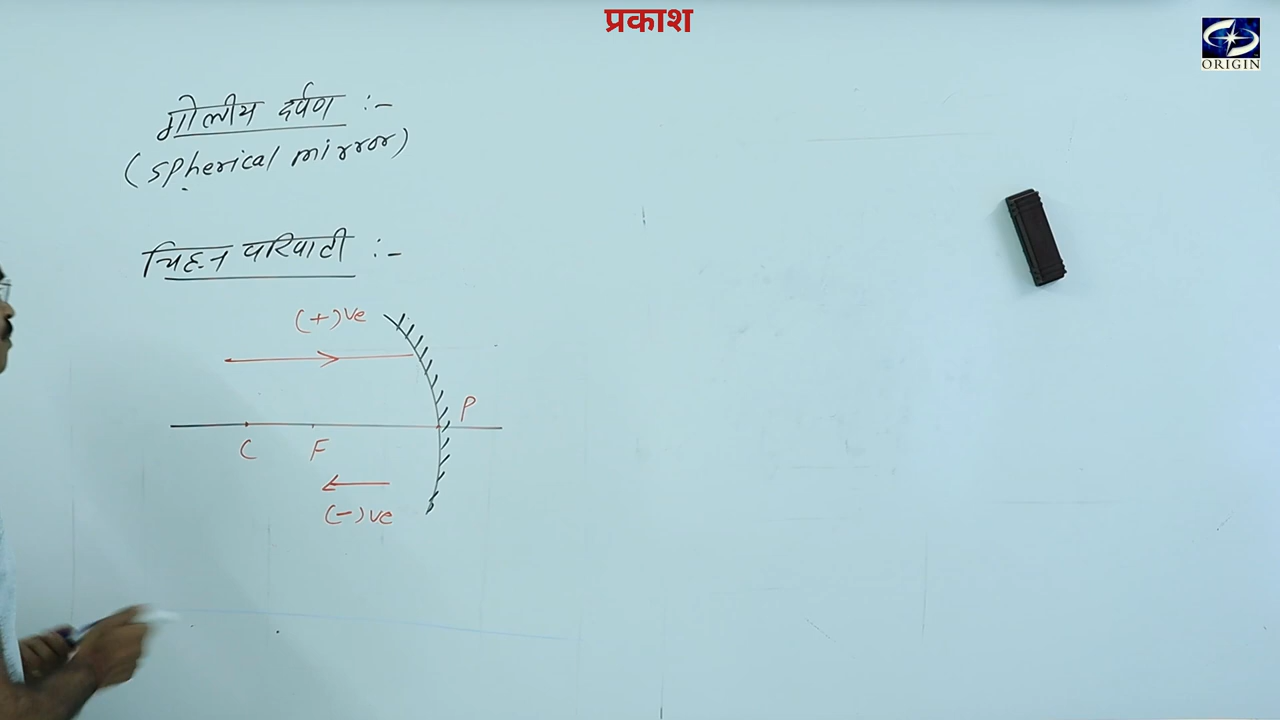 प्रकाश
ORIGIN
गोलीय दर्पण :-
(spherical mirror)
चिह्न परिपाटी :-
(+)ve
P
C F
(-)ve